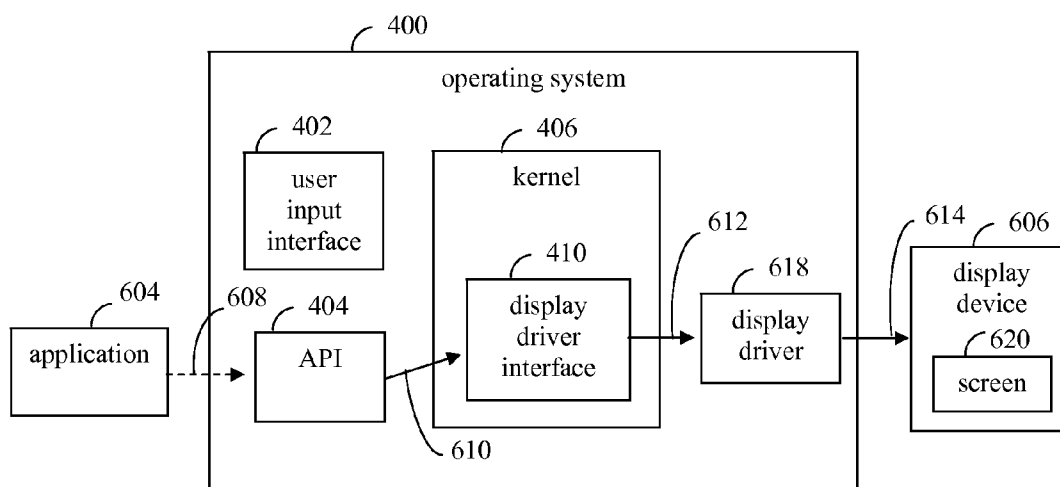 400
operating system
402
406
user
input
interface
kernel
612
614
606
410
618
display
device
604
608
404
display
driver
interface
display
driver
620
application
API
screen
610